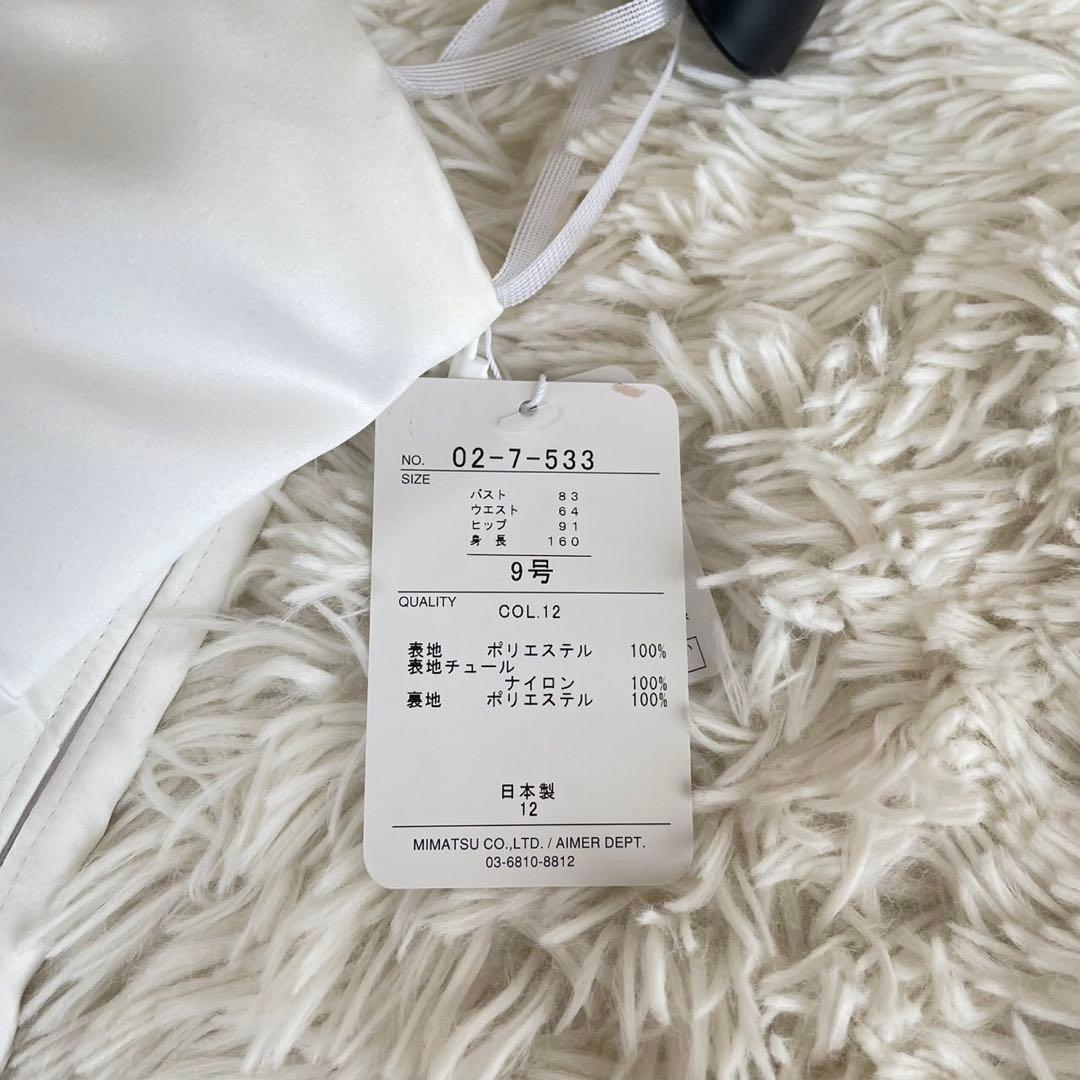 NO. 02-7-533
SIZE
バスト 83
ウエスト 64
ヒップ 91
身長 160
9号
QUALITY
COL.12
表地 ポリエステル 100%
表地チュール
ナイロン 100%
裏地 ポリエステル 100%
日本製
12
MIMATSU CO.,LTD. / AIMER DEPT.
03-6810-8812